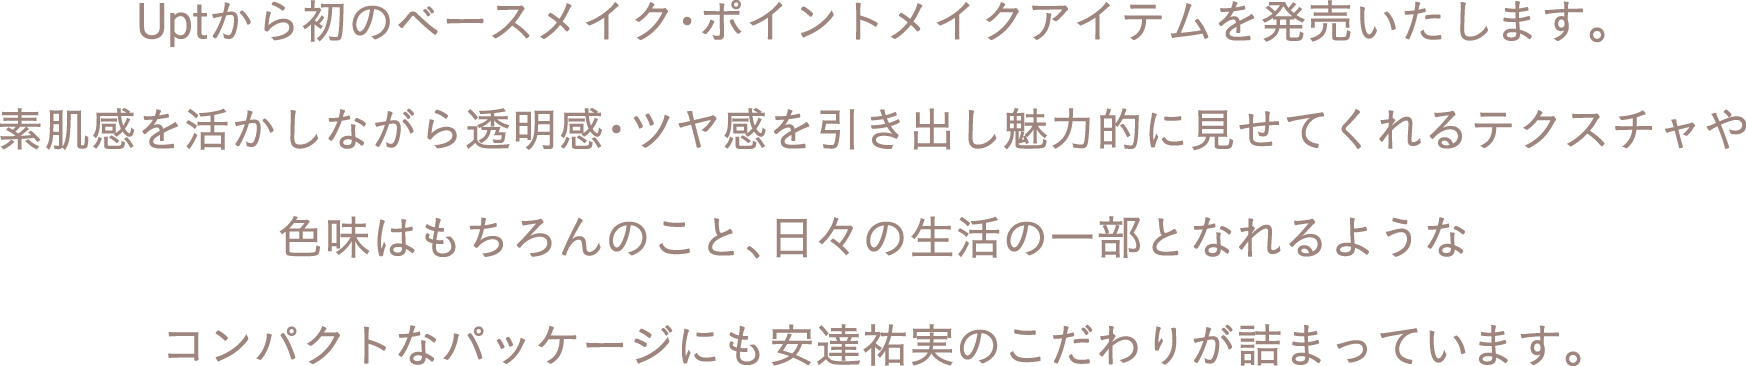 Uptから初のベースメイク・ポイントメイクアイテムを発売いたします。
素肌感を活かしながら透明感・ツヤ感を引き出し魅力的に見せてくれるテクスチャや
色味はもちろんのこと、日々の生活の一部となれるような
コンパクトなパッケージにも安達祐実のこだわりが詰まっています。